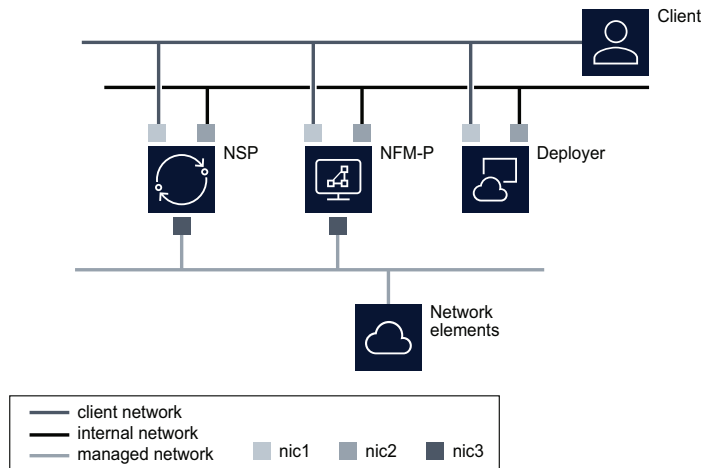 Client
NSP
NFM-P
Deployer
Network
elements
client network
internal network
managed network
nic1
nic2
nic3